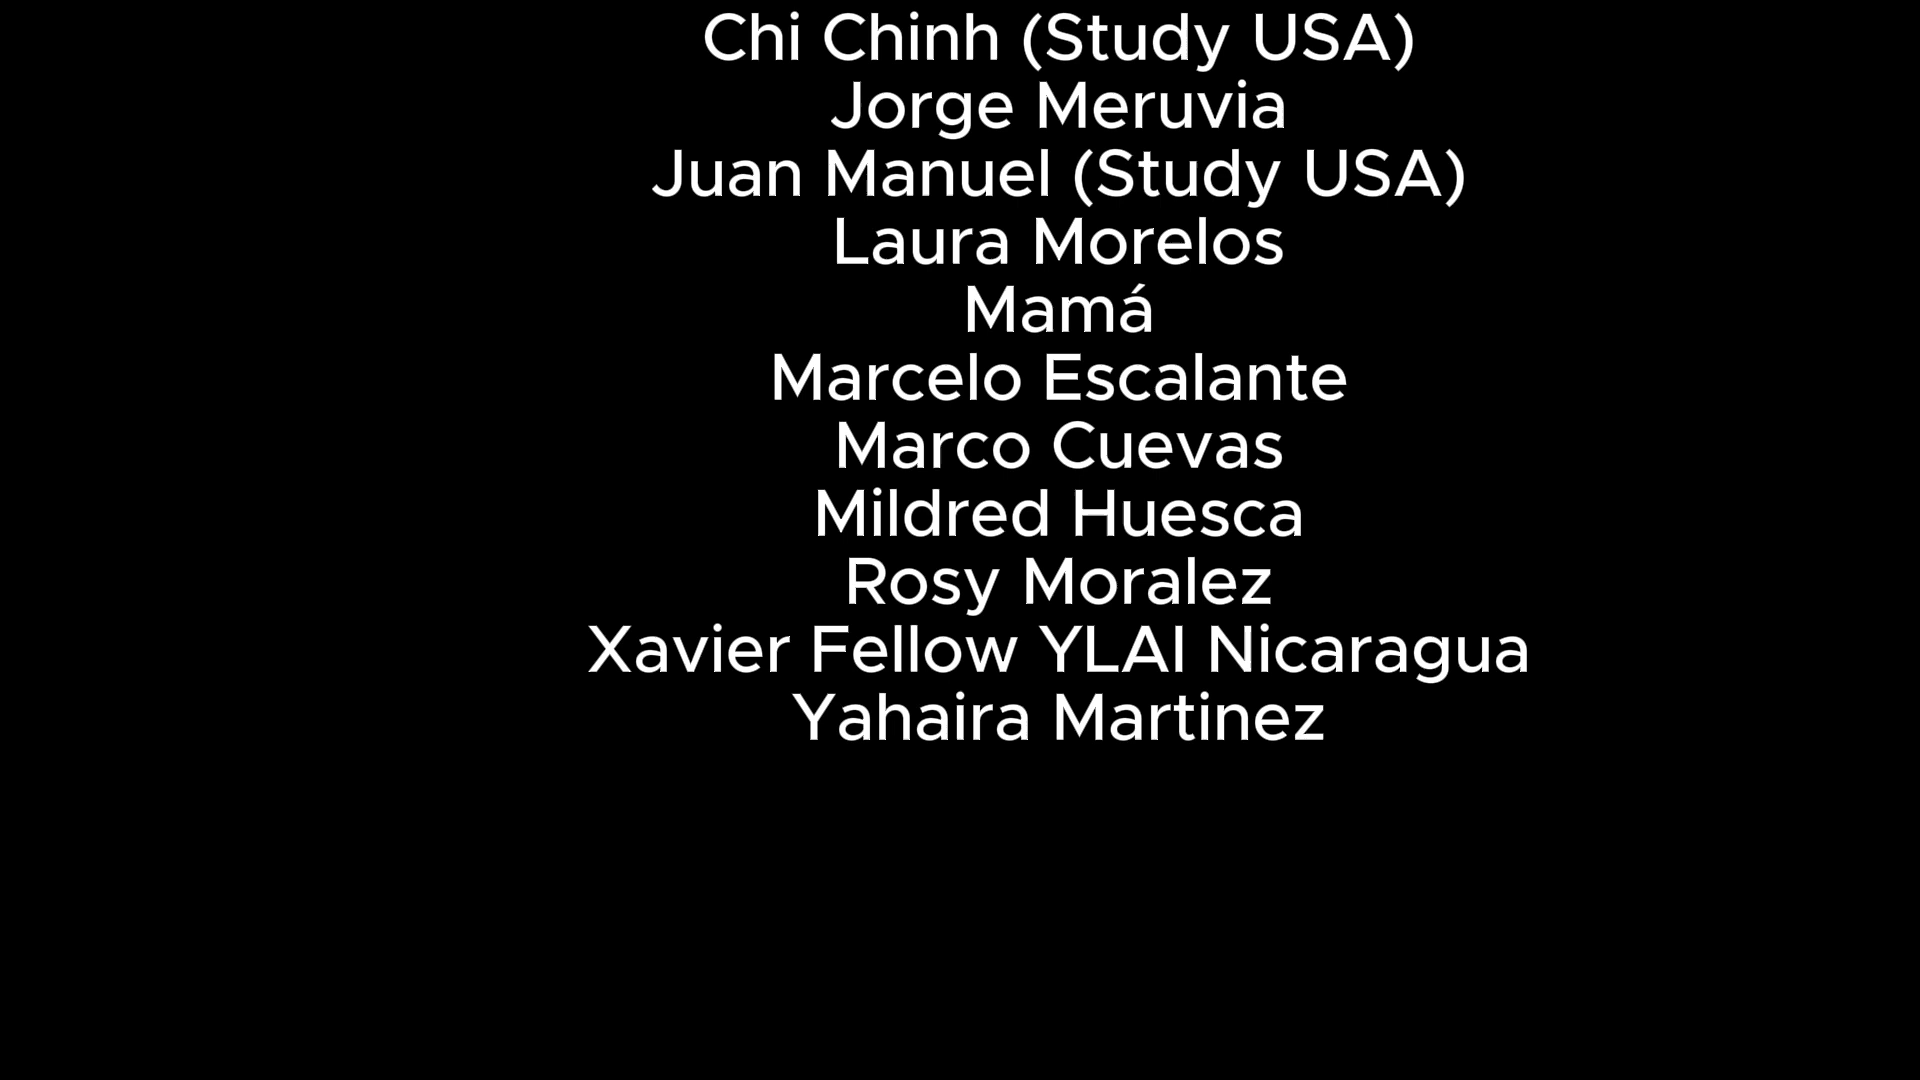 Chi Chinh (Study USA)
Jorge Meruvia
Juan Manuel (Study USA)
Laura Morelos
Mamá
Marcelo Escalante
Marco Cuevas
Mildred Huesca
Rosy Moralez
Xavier Fellow YLAI Nicaragua
Yahaira Martinez